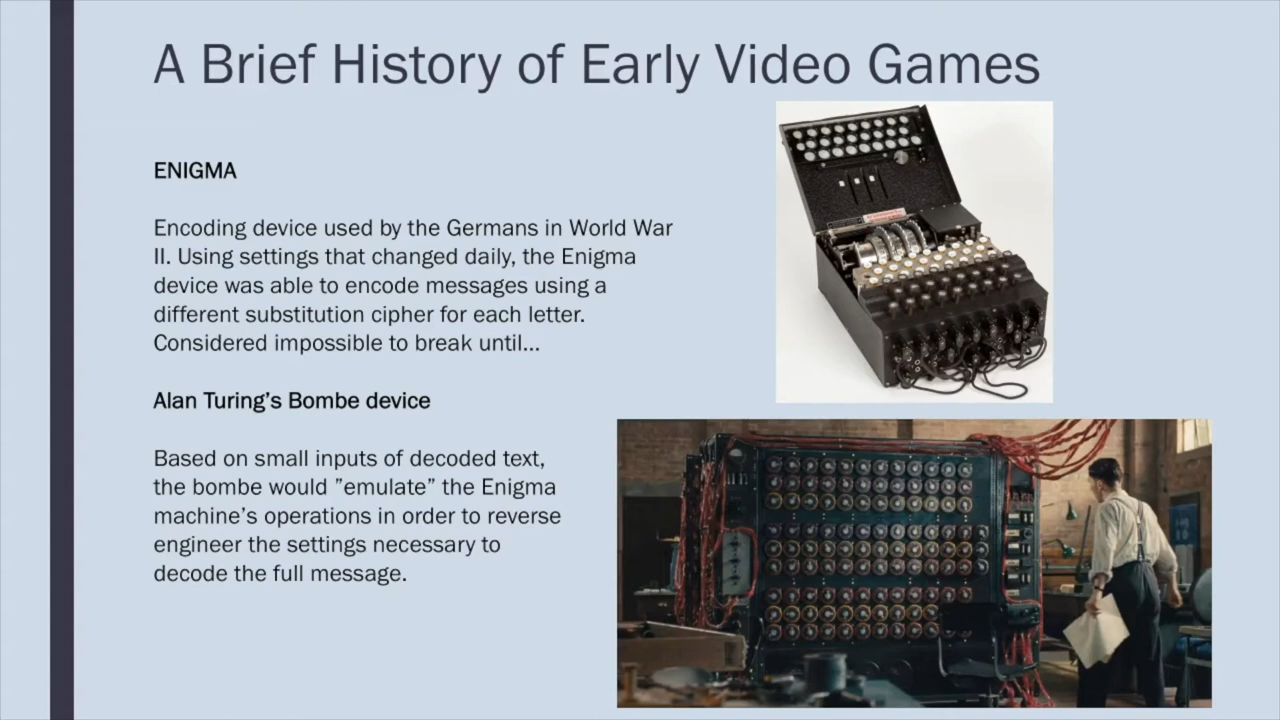 A Brief History of Early Video Games
ENIGMA
Encoding device used by the Germans in World War
II. Using settings that changed daily, the Enigma
device was able to encode messages using a
different substitution cipher for each letter.
Considered impossible to break until...
Alan Turing’s Bombe device
Based on small inputs of decoded text,
the bombe would ”emulate” the Enigma
machine’s operations in order to reverse
engineer the settings necessary to
decode the full message.